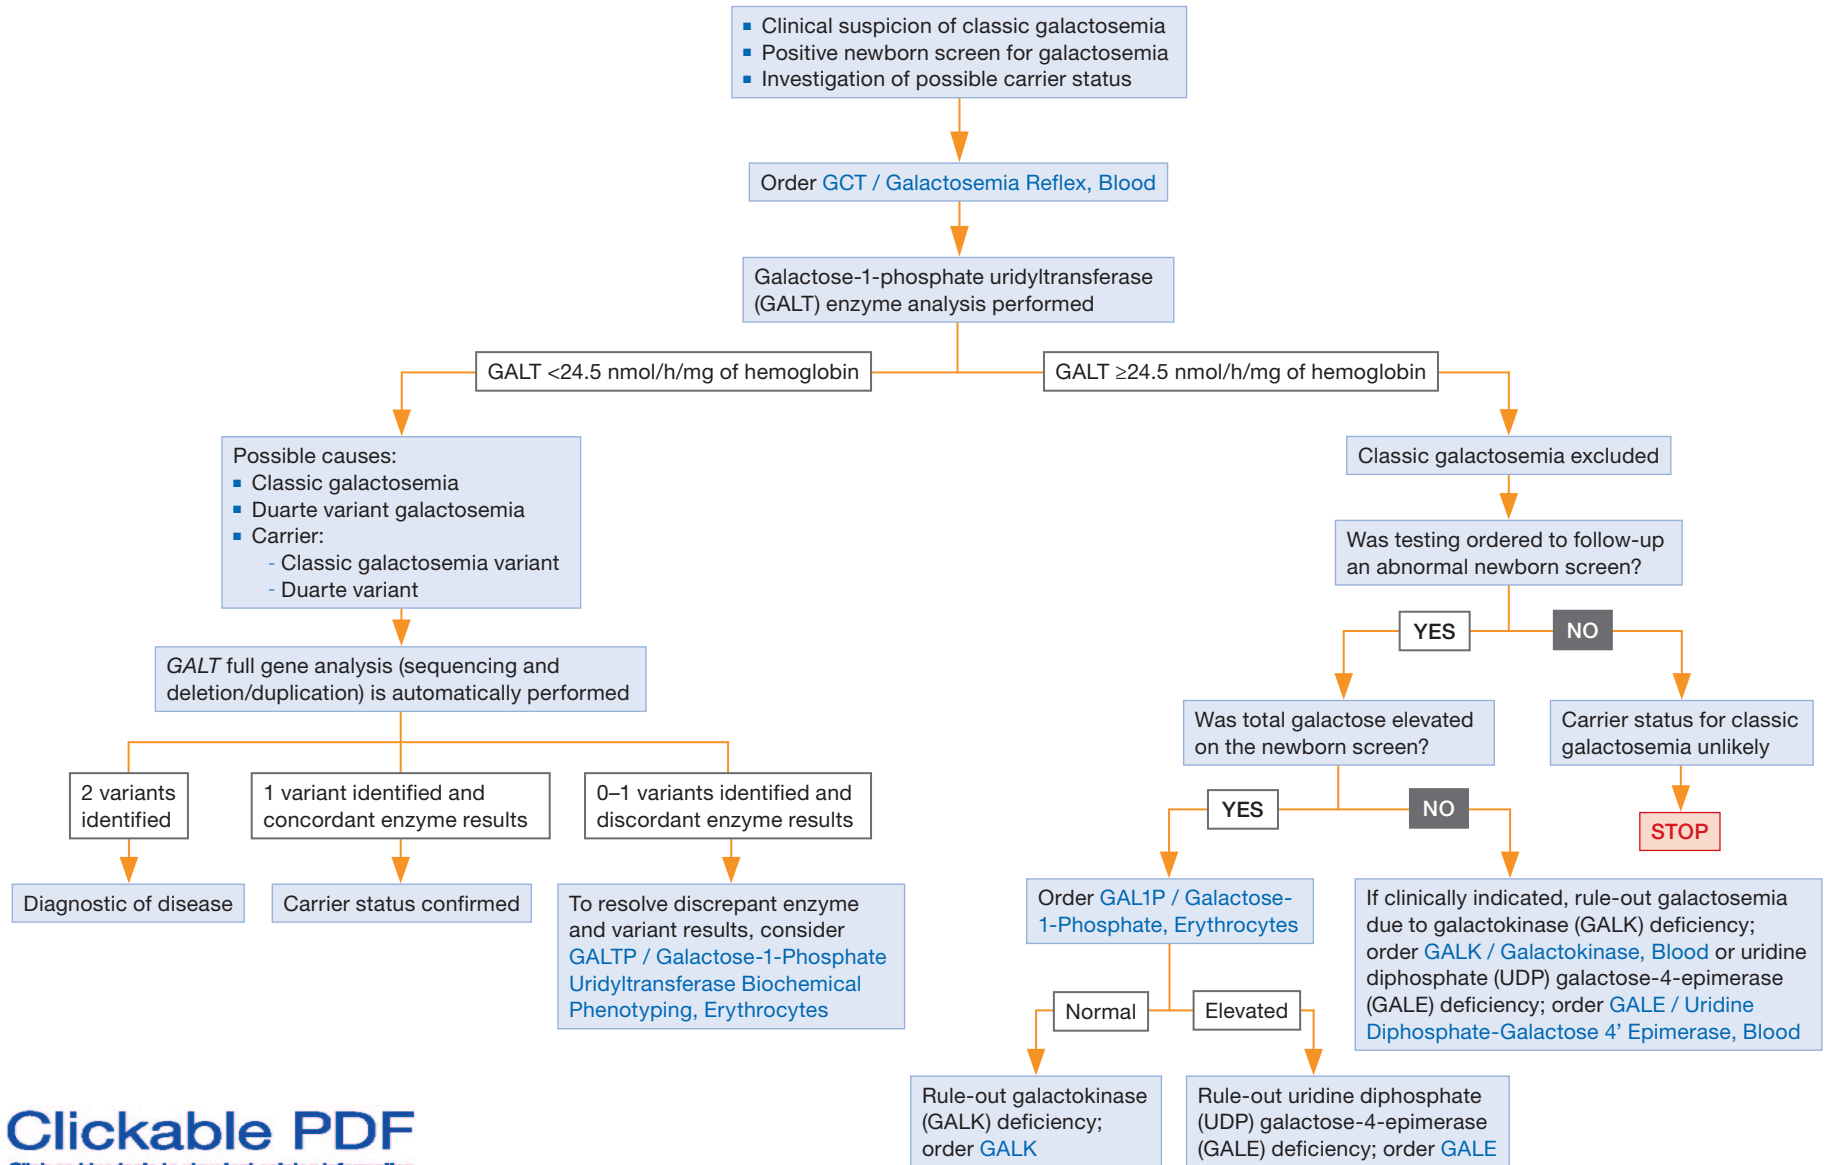 ▪ Clinical suspicion of classic galactosemia
▪ Positive newborn screen for galactosemia
▪ Investigation of possible carrier status
Order GCT / Galactosemia Reflex, Blood
Galactose-1-phosphate uridyltransferase
(GALT) enzyme analysis performed
GALT <24.5 nmol/h/mg of hemoglobin
GALT ≥24.5 nmol/h/mg of hemoglobin
Possible causes:
▪ Classic galactosemia
▪ Duarte variant galactosemia
▪ Carrier:
- Classic galactosemia variant
- Duarte variant
GALT full gene analysis (sequencing and
deletion/duplication) is automatically performed
2 variants
identified
1 variant identified and
concordant enzyme results
0–1 variants identified and
discordant enzyme results
Diagnostic of disease
Carrier status confirmed
To resolve discrepant enzyme
and variant results, consider
GALTP / Galactose-1-Phosphate
Uridyltransferase Biochemical
Phenotyping, Erythrocytes
Classic galactosemia excluded
Was testing ordered to follow-up
an abnormal newborn screen?
YES
NO
Was total galactose elevated
on the newborn screen?
Carrier status for classic
galactosemia unlikely
STOP
YES
NO
Order GAL1P / Galactose-
1-Phosphate, Erythrocytes
If clinically indicated, rule-out galactosemia
due to galactokinase (GALK) deficiency;
order GALK / Galactokinase, Blood or uridine
diphosphate (UDP) galactose-4-epimerase
(GALE) deficiency; order GALE / Uridine
Diphosphate-Galactose 4’ Epimerase, Blood
Normal
Elevated
Rule-out galactokinase
(GALK) deficiency;
order GALK
Rule-out uridine diphosphate
(UDP) galactose-4-epimerase
(GALE) deficiency; order GALE
Clickable PDF